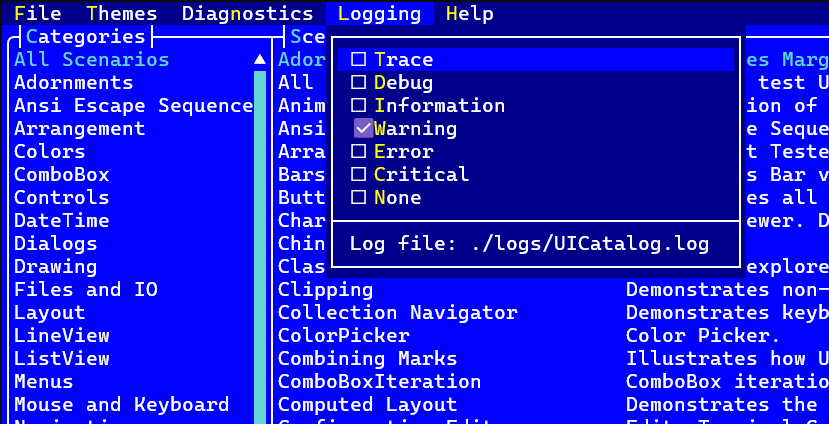 File Themes Diagnostics Logging Help
Categories
All Scenarios
Adornments
Ansi Escape Sequence
Arrangement
Colors
ComboBox
Controls
DateTime
Dialogs
Drawing
Files and IO
Layout
LineView
ListView
Menus
Mouse and Keyboard
Sce
Ador
All
Anim
Ansi
Arra
Bars
Butt
Char
Chin
Clas
Clipping
Collection Navigator
ColorPicker
Combining Marks
ComboBoxIteration
Computed Layout
Trace
Debug
Information
Warning
Error
Critical
None
Log file: ./logs/UICatalog.log
es Marg
test U
ion of
e Seque
t Teste
s Bar v
es all
ewer. D
explore
Demonstrates non-
Demonstrates keyb
Color Picker.
Illustrates how U
ComboBox iteratio
Demonstrates the